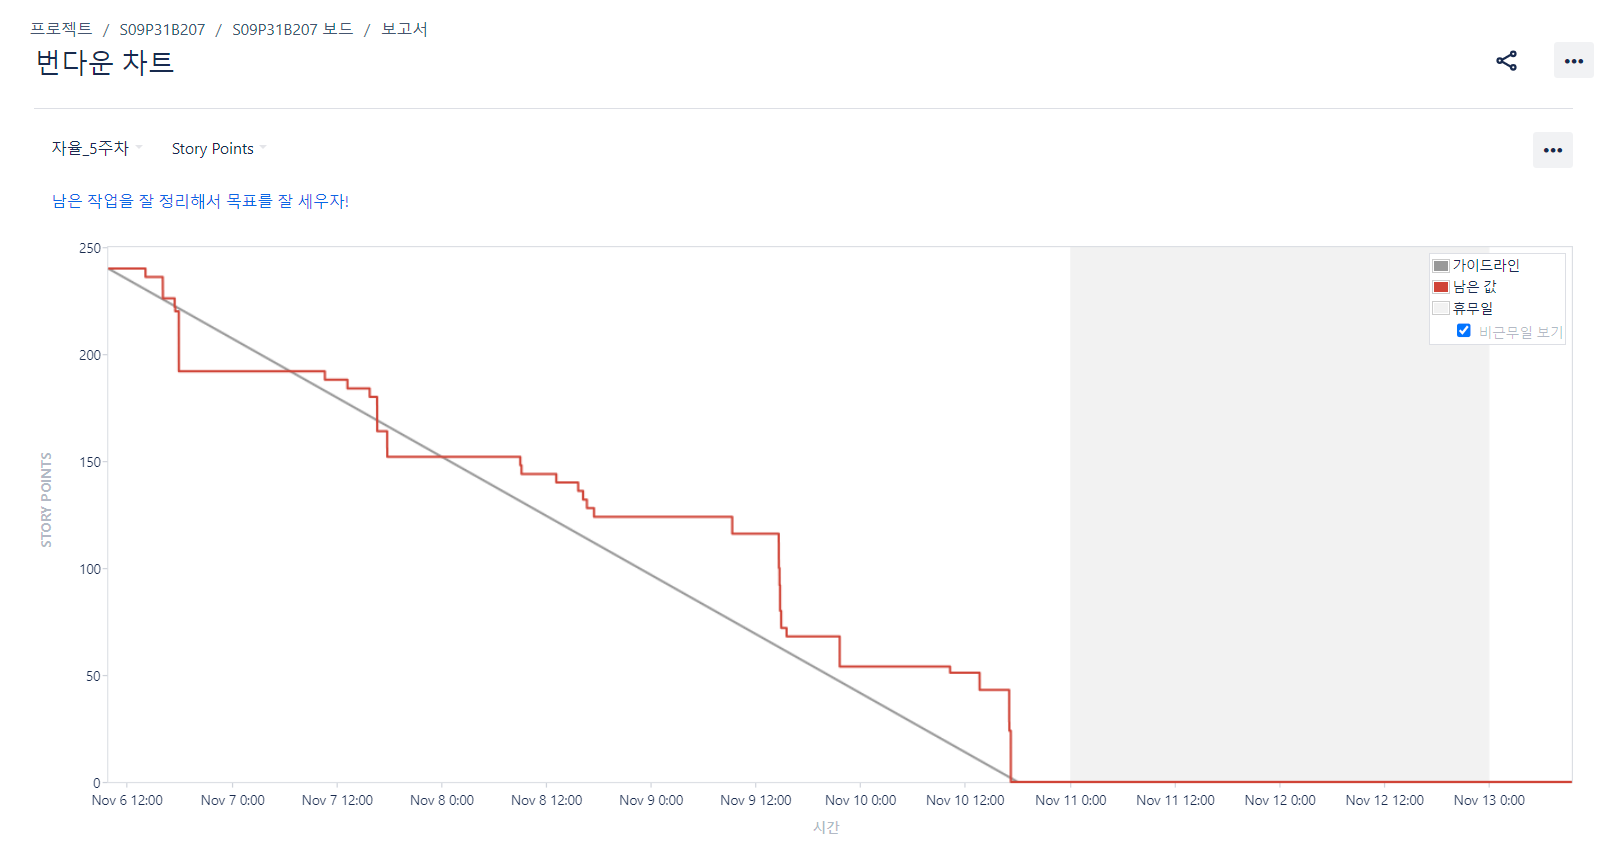 프로젝트 / S09P31B207 / S09P31B207 보드 / 보고서
번다운 차트
자율_5주차 Story Points
남은 작업을 잘 정리해서 목표를 잘 세우자!
가이드라인
남은 값
휴무일
비근무일 보기
STORY POINTS
250
200
150
100
50
0
Nov 6 12:00 Nov 7 0:00 Nov 7 12:00 Nov 8 0:00 Nov 8 12:00 Nov 9 0:00 Nov 9 12:00 Nov 10 0:00 Nov 10 12:00 Nov 11 0:00 Nov 11 12:00 Nov 12 0:00 Nov 12 12:00 Nov 13 0:00
시간